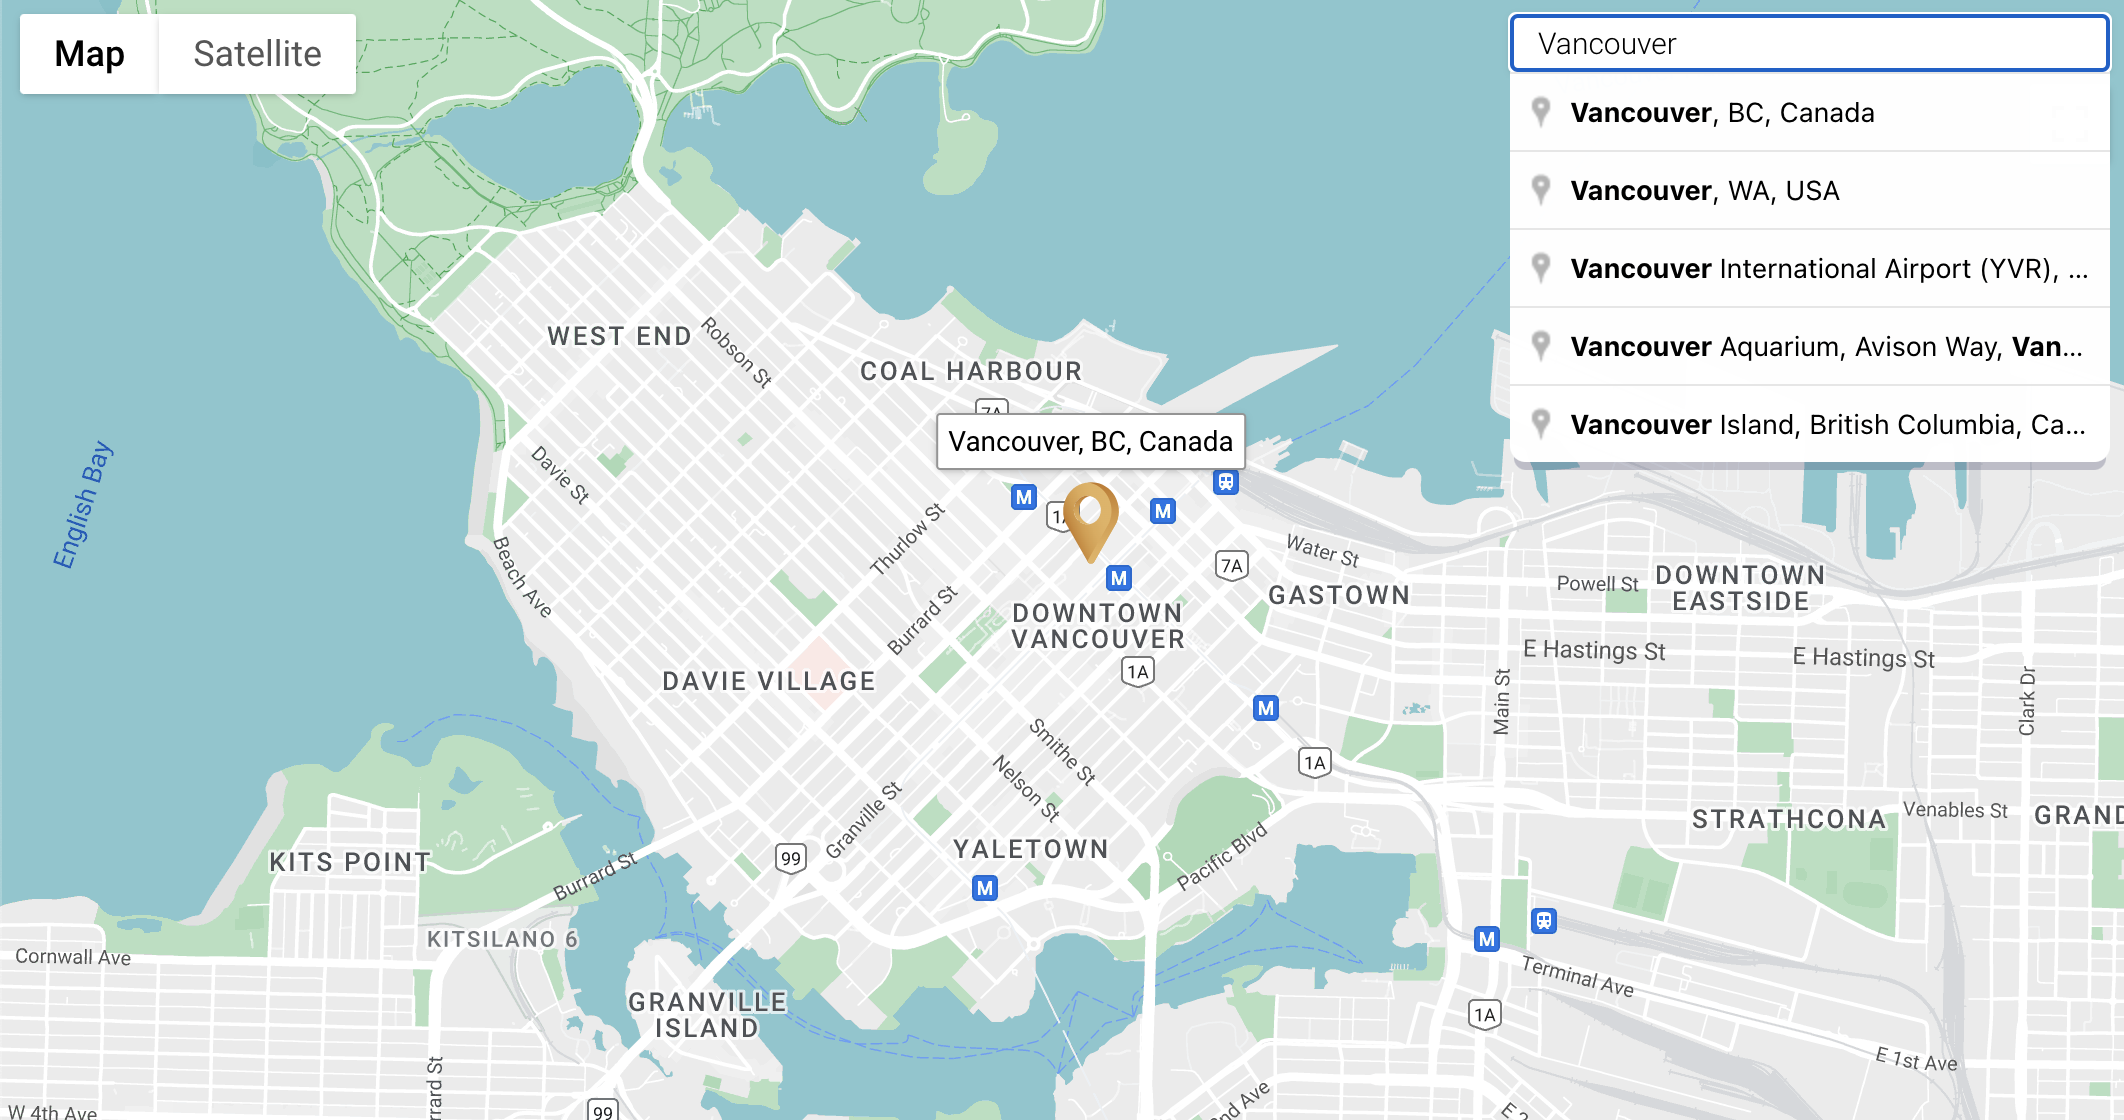 Map
Satellite
Vancouver
Vancouver, BC, Canada
Vancouver, WA, USA
Vancouver International Airport (YVR), ...
Vancouver Aquarium, Avison Way, Van...
Vancouver Island, British Columbia, Ca...
WEST END
Robson St
COAL HARBOUR
7A
Vancouver, BC, Canada
English Bay
Davie St
M
M
Thurlow St
Beach Ave
Water St
7A
M
Powell St
DOWNTOWN
EASTSIDE
GASTOWN
DOWNTOWN
VANCOUVER
Burrard St
E Hastings St
E Hastings St
1A
DAVIE VILLAGE
Main St
Clark Dr
M
Smithe St
Nelson St
1A
Granville St
STRATHCONA
Venables St
GRAND
YALETOWN
Pacific Blvd
99
KITS POINT
Burrard St
M
KITSILANO 6
M
Cornwall Ave
Terminal Ave
GRANVILLE
ISLAND
1A
E 1st Ave
W 4th Ave
99